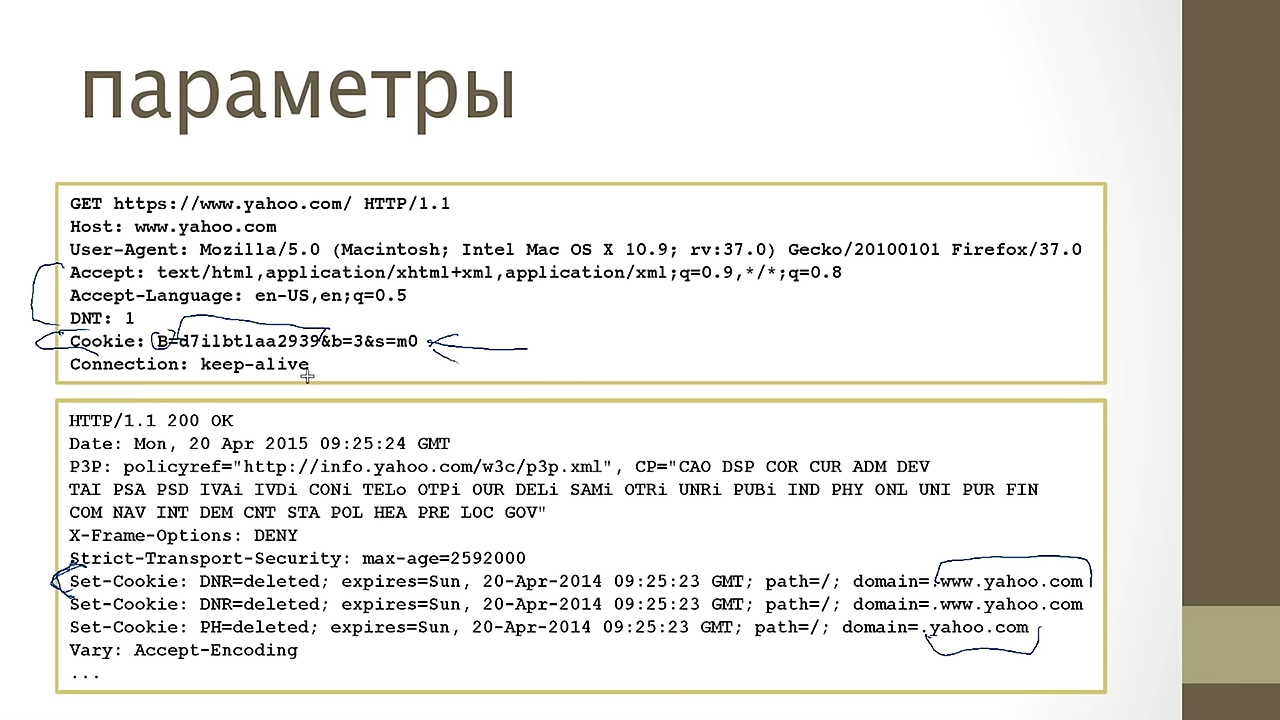 параметры
GET https://www.yahoo.com/ HTTP/1.1
Host: www.yahoo.com
User-Agent: Mozilla/5.0 (Macintosh; Intel Mac OS X 10.9; rv:37.0) Gecko/20100101 Firefox/37.0
Accept: text/html,application/xhtml+xml,application/xml;q=0.9,*/*;q=0.8
Accept-Language: en-US,en;q=0.5
DNT: 1
Cookie: B=d7i1bt1aa2939&b=3&s=m0
Connection: keep-alive
HTTP/1.1 200 OK
Date: Mon, 20 Apr 2015 09:25:24 GMT
P3P: policyref="http://info.yahoo.com/w3c/p3p.xml", CP="CAO DSP COR CUR ADM DEV
TAI PSA PSD IVAi IVDi CONi TELo OTPi OUR DELi SAMi OTRi UNRi PUBi IND PHY ONL UNI PUR FIN
COM NAV INT DEM CNT STA POL HEA PRE LOC GOV"
X-Frame-Options: DENY
Strict-Transport-Security: max-age=2592000
Set-Cookie: DNR=deleted; expires=Sun, 20-Apr-2014 09:25:23 GMT; path=/; domain=.www.yahoo.com
Set-Cookie: DNR=deleted; expires=Sun, 20-Apr-2014 09:25:23 GMT; path=/; domain=.www.yahoo.com
Set-Cookie: PH=deleted; expires=Sun, 20-Apr-2014 09:25:23 GMT; path=/; domain=.yahoo.com
Vary: Accept-Encoding
...